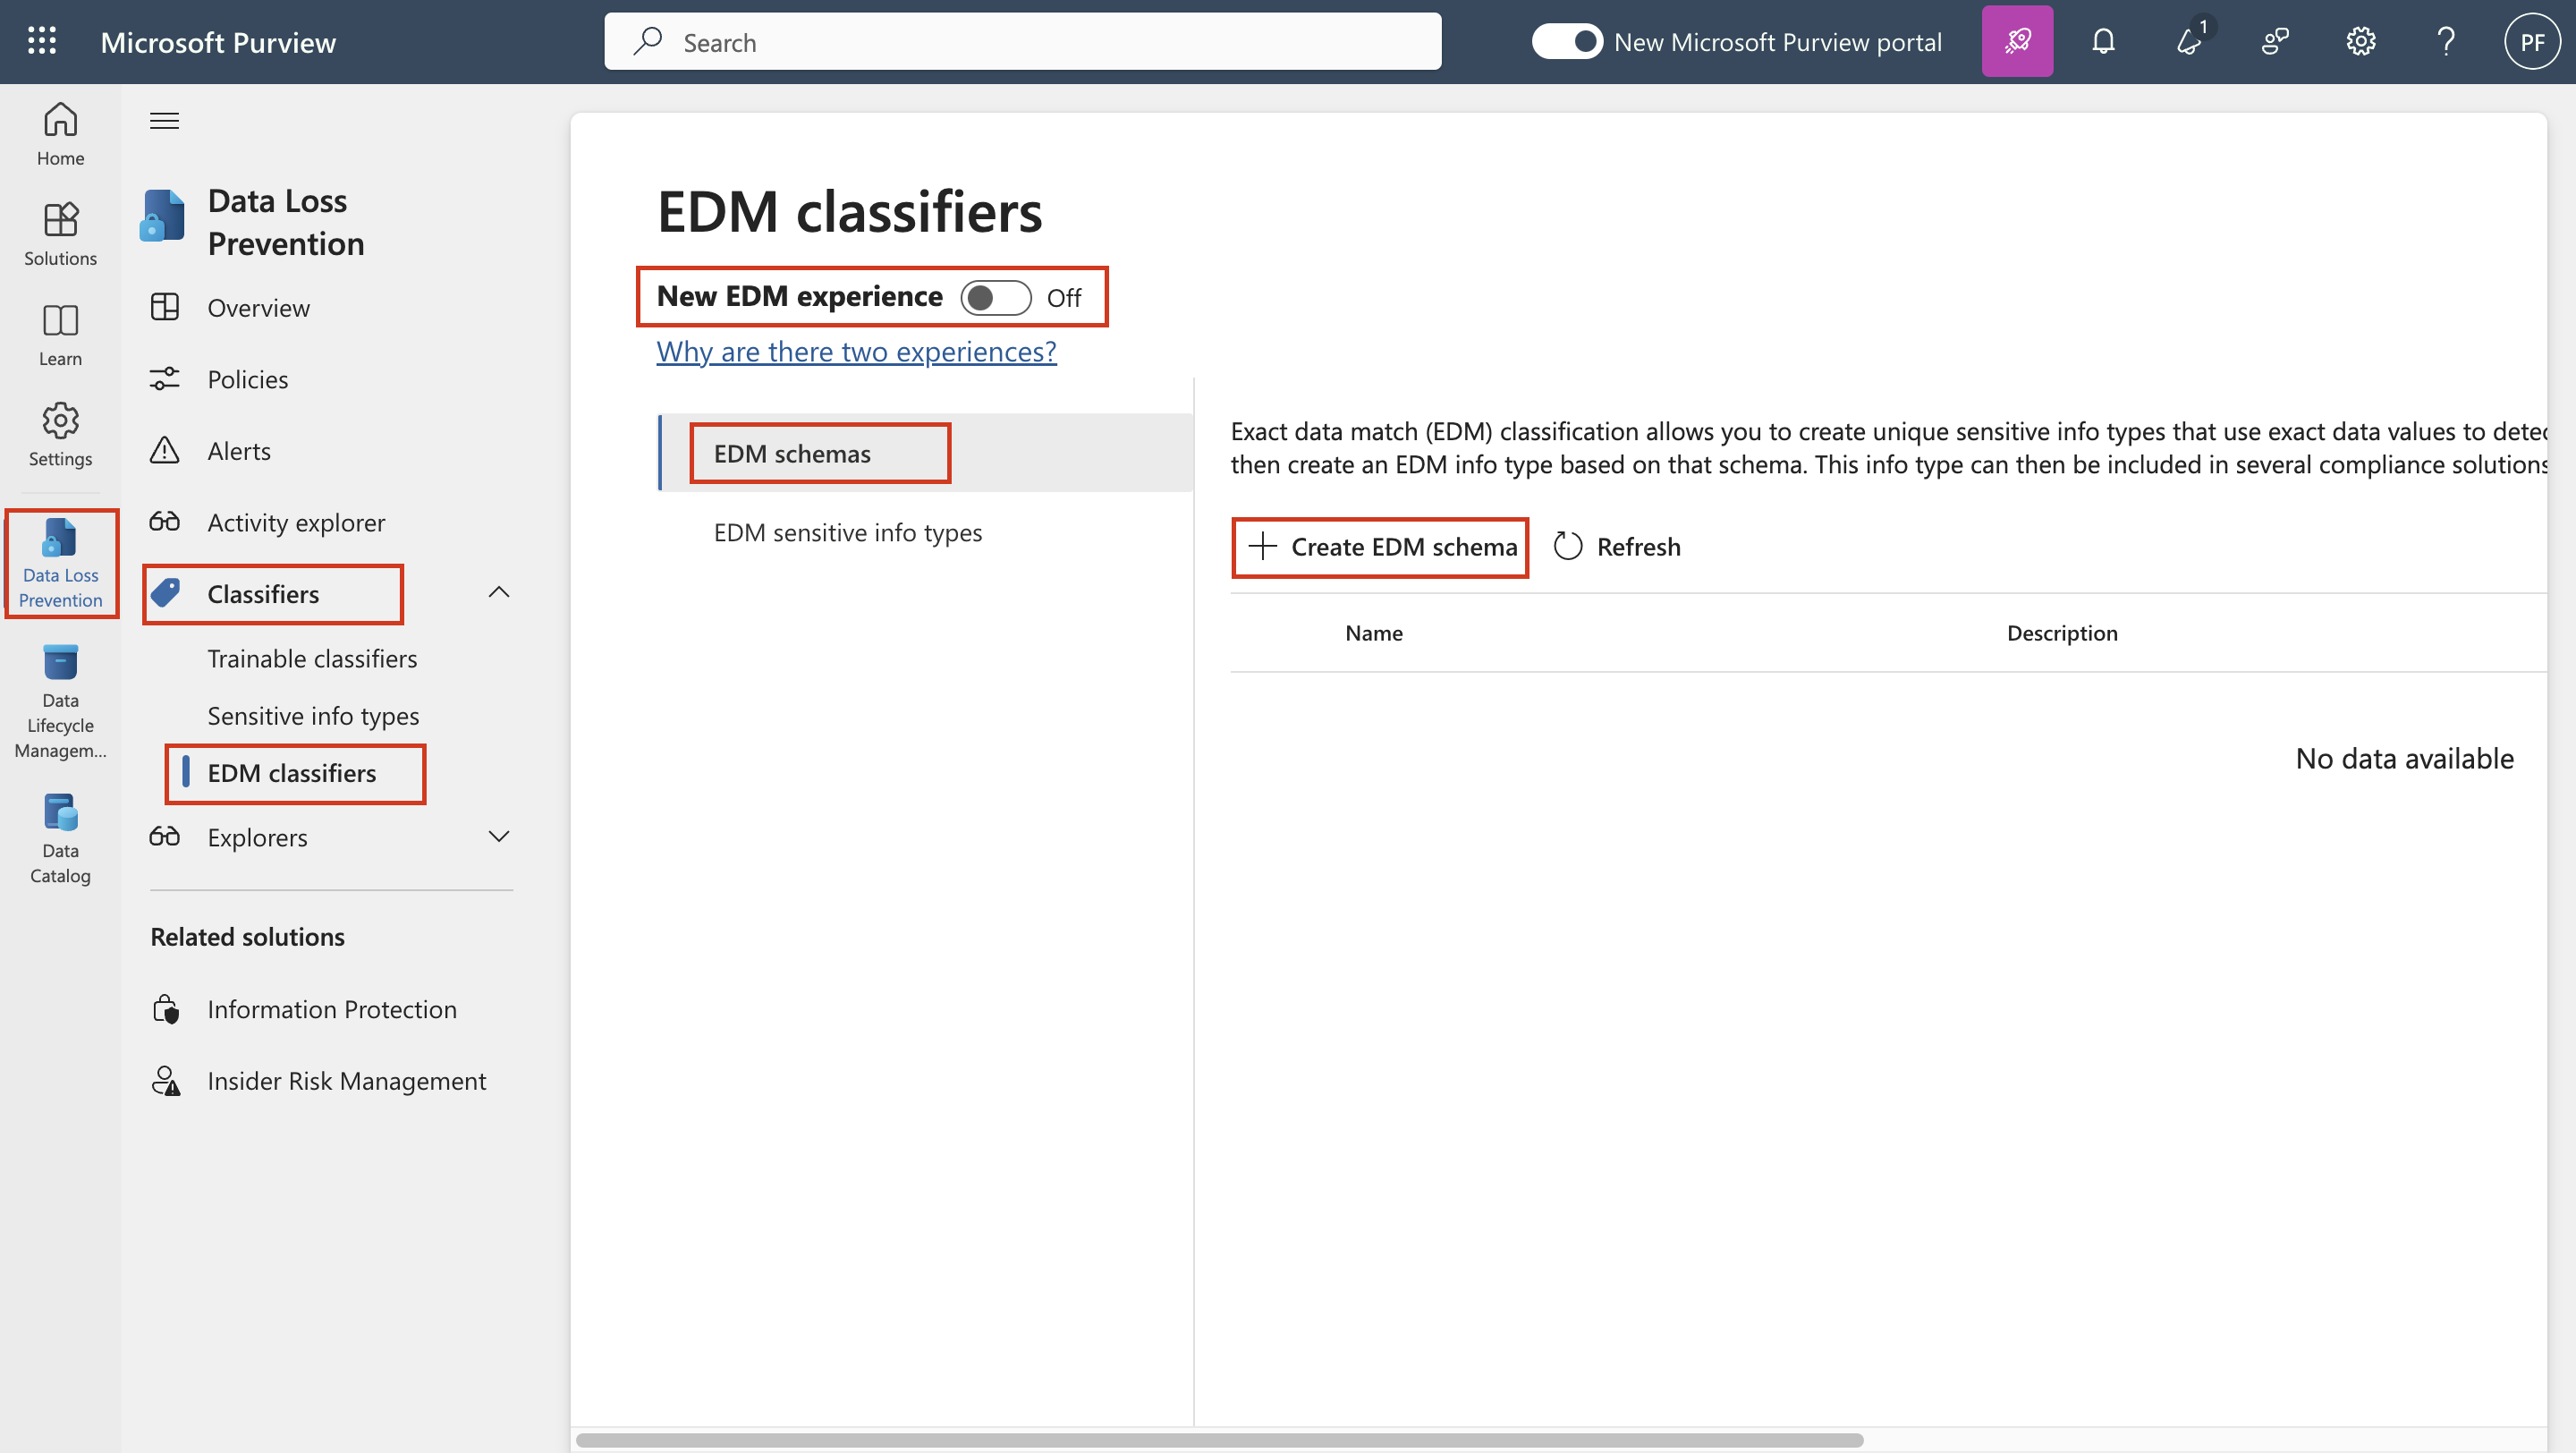 Microsoft Purview
Search
New Microsoft Purview portal
1
PF
Home
Solutions
Learn
Settings
Data Loss
Prevention
Data
Lifecycle
Managem...
Data
Catalog
Data Loss
Prevention
Overview
Policies
Alerts
Activity explorer
Classifiers
Trainable classifiers
Sensitive info types
EDM classifiers
Explorers
Related solutions
Information Protection
Insider Risk Management
EDM classifiers
New EDM experience Off
Why are there two experiences?
EDM schemas
EDM sensitive info types
Exact data match (EDM) classification allows you to create unique sensitive info types that use exact data values to
then create an EDM info type based on that schema. This info type can then be included in several compliance solutions
Create EDM schema Refresh
Name Description
No data available